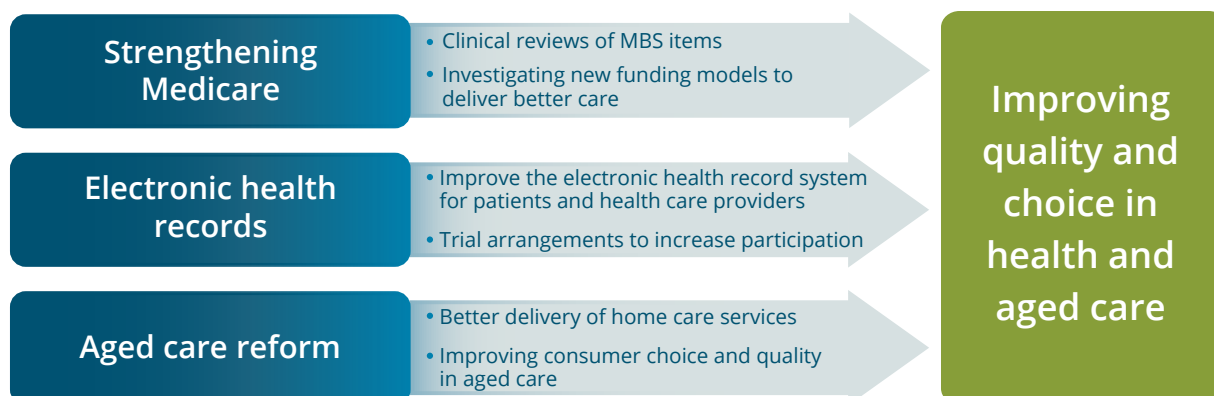 Strengthening
Medicare
• Clinical reviews of MBS items
• Investigating new funding models to
deliver better care
Electronic health
records
• Improve the electronic health record system
for patients and health care providers
• Trial arrangements to increase participation
Aged care reform
• Better delivery of home care services
• Improving consumer choice and quality
in aged care
Improving
quality and
choice in
health and
aged care